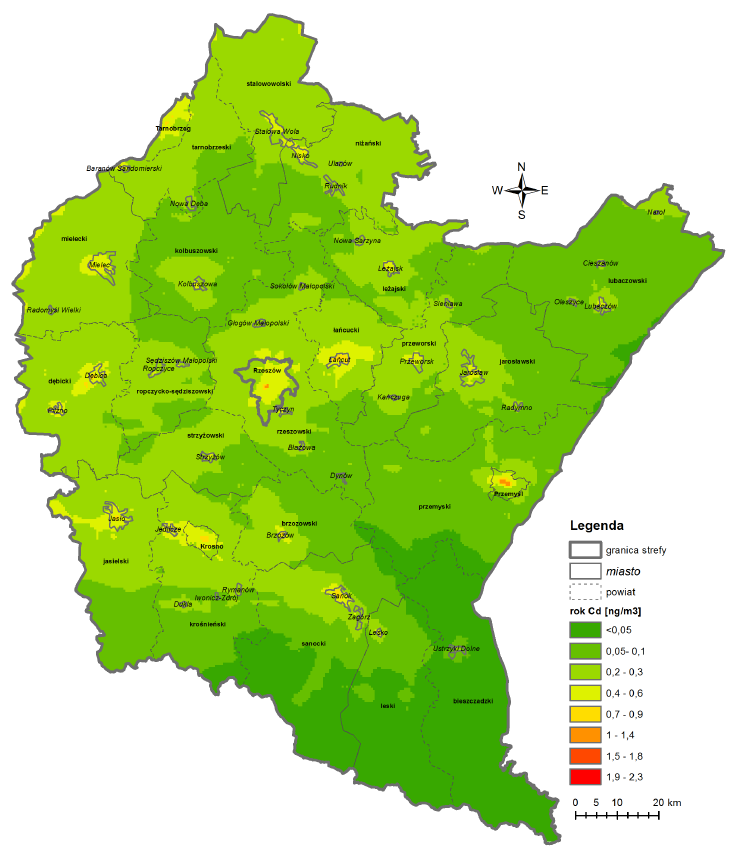 stalowowolski
Tarnobrzeg
Stalowa Wola
tarnobrzeski
niżański
Nisko
Ulanów
Baranów Sandomierski
Rudnik
N
W E
S
Nowa Dęba
Narol
mielecki
Nowa Sarzyna
kolbuszowski
Cieszanów
Mielec
Leżajsk
lubaczowski
Kolbuszowa
Sokołów Małopolski
leżajski
Oleszyce
Lubaczów
Radomyśl Wielki
Sieniawa
Głogów Małopolski
łańcucki
przeworski
Sędziszów Małopolski
Łańcut
Przeworsk
jarosławski
Ropczyce
Rzeszów
Jarosław
dębicki
Dębica
ropczycko-sędziszowski
Kańczuga
Pilzno
Tyczyn
Radymno
strzyżowski
rzeszowski
Błażowa
Strzyżów
Dynów
Przemyśl
przemyski
Jasło
Jedlicze
brzozowski
Brzozów
Krosno
jasielski
Rymanów
Iwonicz-Zdrój
Sanok
Dukla
Zagórz
krośnieński
Lesko
sanocki
Ustrzyki Dolne
leski
bieszczadzki
Legenda
granica strefy
miasto
powiat
rok Cd [ng/m3]
<0,05
0,05- 0,1
0,2 - 0,3
0,4 - 0,6
0,7 - 0,9
1 - 1,4
1,5 - 1,8
1,9 - 2,3
0 5 10 20 km